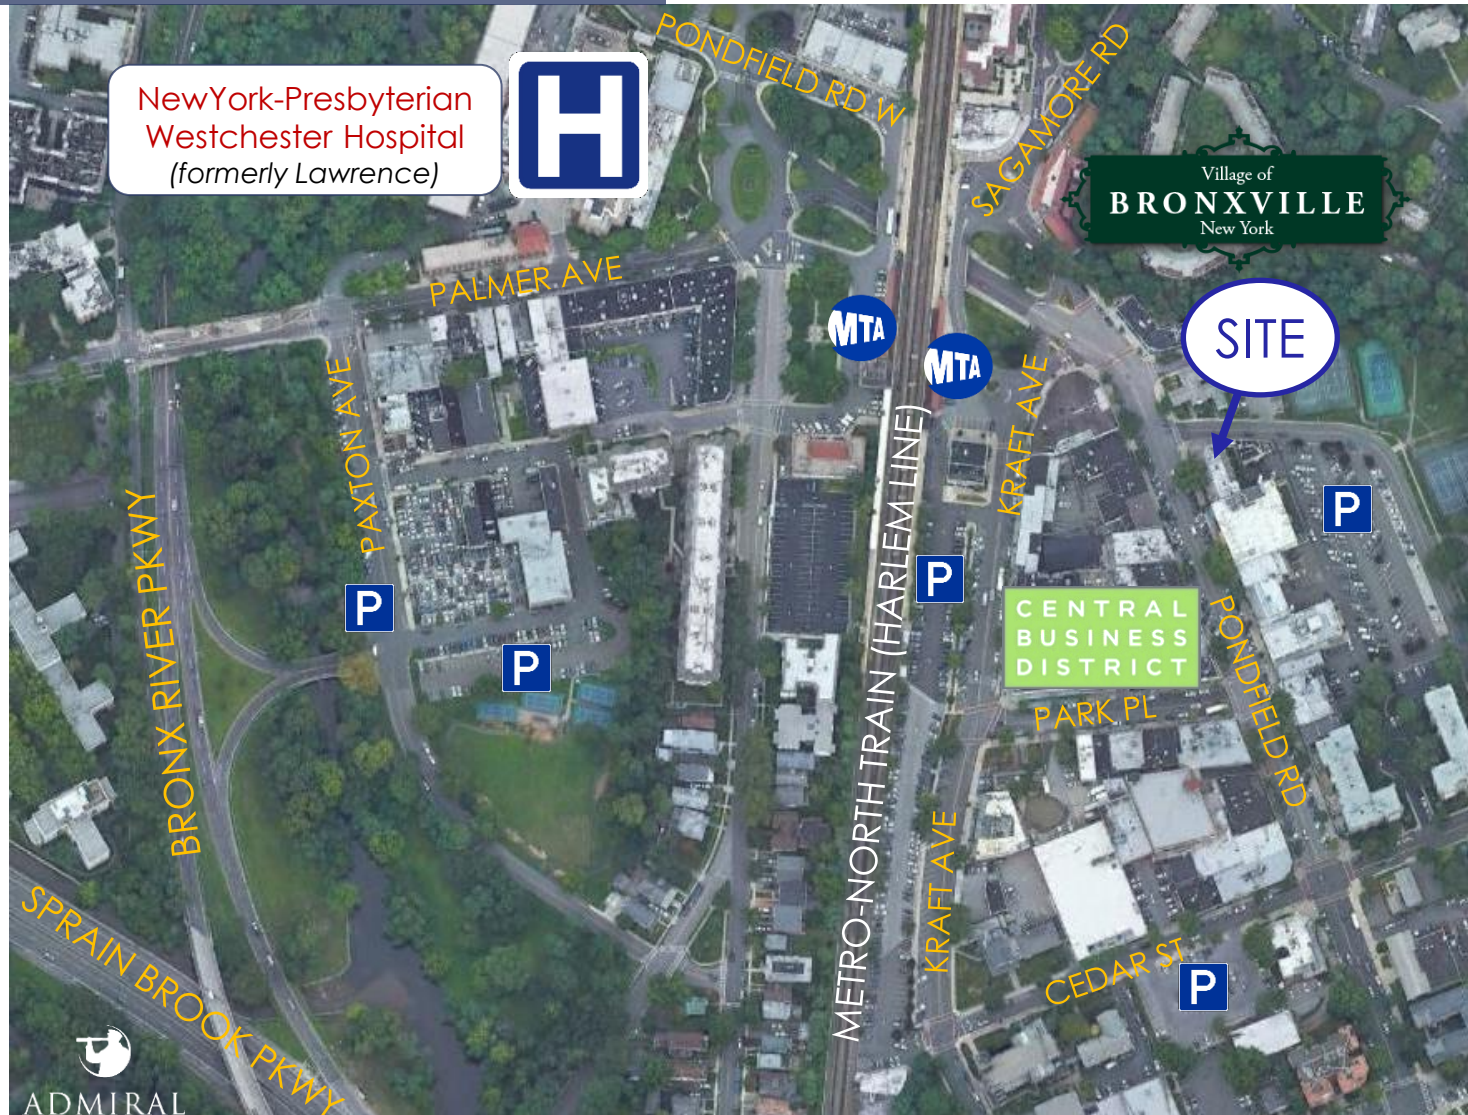 PONDFIELD RD W
SAGAMORE RD
NewYork-Presbyterian
Westchester Hospital
(formerly Lawrence)
H
Village of
BRONXVILLE
New York
PALMER AVE
SITE
MTA
MTA
PAXTON AVE
KRAFT AVE
METRO-NORTH TRAIN (HARLEM LINE)
BRONX RIVER PKWY
P
P
P
P
CENTRAL
BUSINESS
DISTRICT
PONDFIELD RD
P
PARK PL
KRAFT AVE
CEDAR ST
SPRAIN BROOK PKWY
ADMIRAL